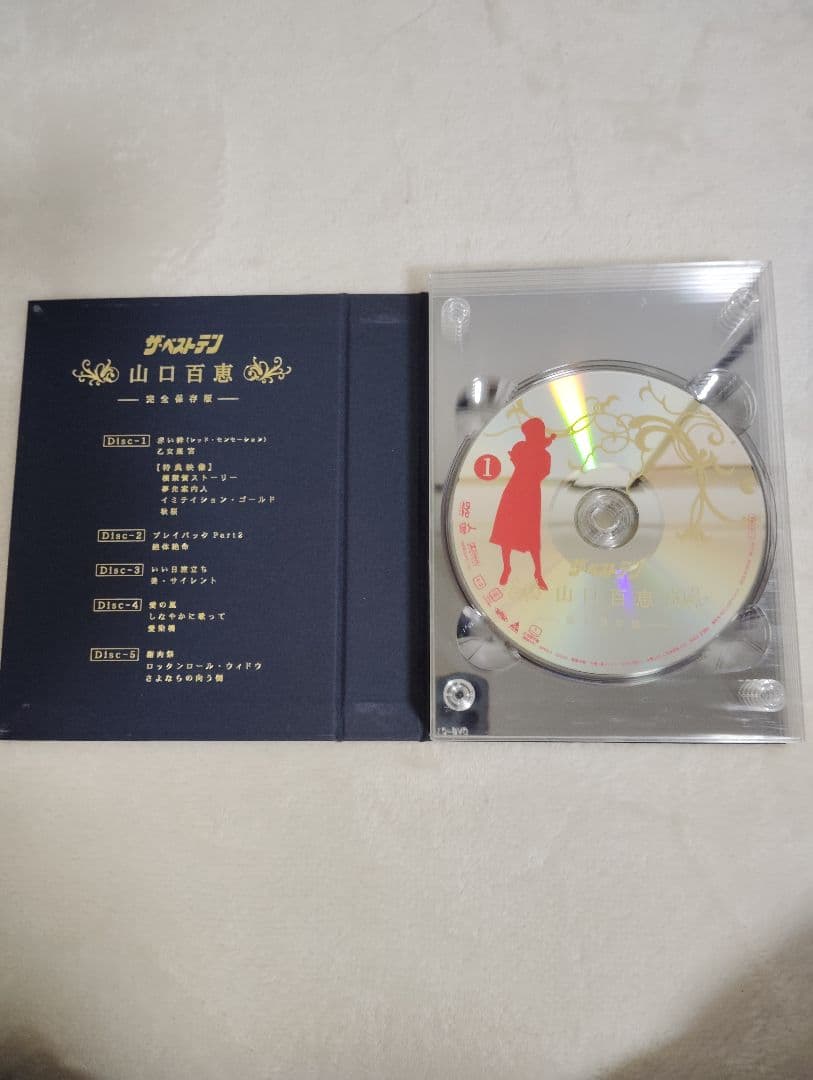 ザ・ベストテン
山口百恵
完全保存版
Disc-1 赤い絆(レッド・センセーション)
乙女座 宮
【特典映像】
横須賀ストーリー
夢先案内人
イミテイション・ゴールド
秋桜
Disc-2 プレイバック Part2
絶体絶命
Disc-3 いい日旅立ち
美・サイレント
Disc-4 愛の嵐
しなやかに歌って
愛染橋
Disc-5 謝肉祭
ロックンロール・ウィドウ
さよならの向う側
1
ザ・ベストテン
山口百恵